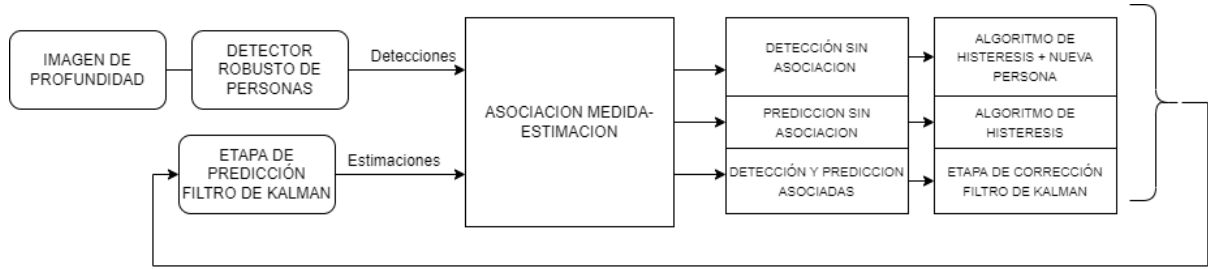 IMAGEN DE
PROFUNDIDAD
DETECTOR
ROBUSTO DE
PERSONAS
Detecciones
ETAPA DE
PREDICCIÓN
FILTRO DE KALMAN
Estimaciones
ASOCIACION MEDIDA-
ESTIMACION
DETECCIÓN SIN
ASOCIACION
ALGORITMO DE
HISTERESIS + NUEVA
PERSONA
PREDICCION SIN
ASOCIACION
ALGORITMO DE
HISTERESIS
DETECCIÓN Y PREDICCION
ASOCIADAS
ETAPA DE CORRECCIÓN
FILTRO DE KALMAN